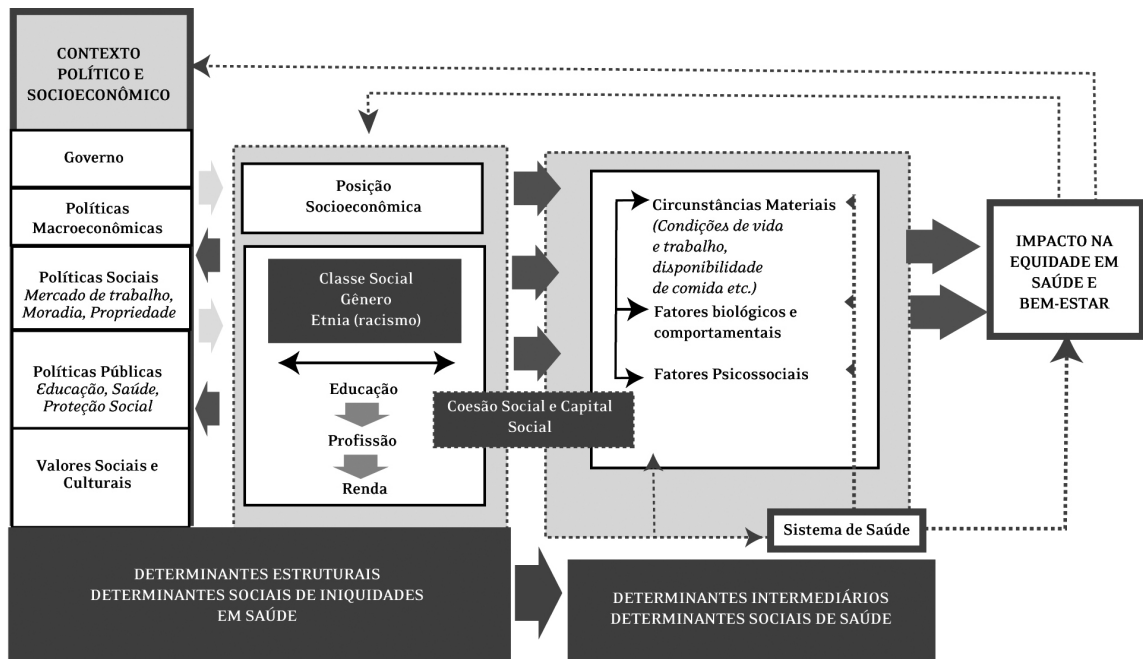 CONTEXTO
POLÍTICO E
SOCIOECONÔMICO
Governo
Políticas
Macroeconômicas
Políticas Sociais
Mercado de trabalho,
Moradia, Propriedade
Políticas Públicas
Educação, Saúde,
Proteção Social
Valores Sociais e
Culturais
Posição
Socioeconômica
Classe Social
Gênero
Etnia (racismo)
Educação
Profissão
Renda
Coesão Social e Capital
Social
Circunstâncias Materiais
(Condições de vida
e trabalho,
disponibilidade
de comida etc.)
Fatores biológicos e
comportamentais
Fatores Psicossociais
Sistema de Saúde
IMPACTO NA
EQUIDADE EM
SAÚDE E
BEM-ESTAR
DETERMINANTES ESTRUTURAIS
DETERMINANTES SOCIAIS DE INIQUIDADES
EM SAÚDE
DETERMINANTES INTERMEDIÁRIOS
DETERMINANTES SOCIAIS DE SAÚDE